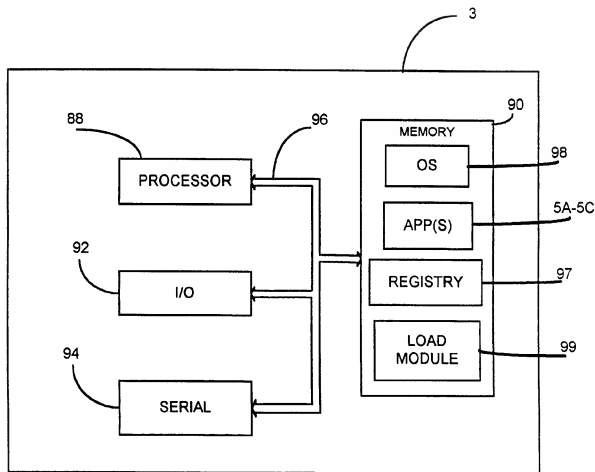 3
90
88
96
MEMORY
OS
98
PROCESSOR
5A-5C
APP(S)
92
REGISTRY
97
I/O
LOAD
MODULE
99
94
SERIAL